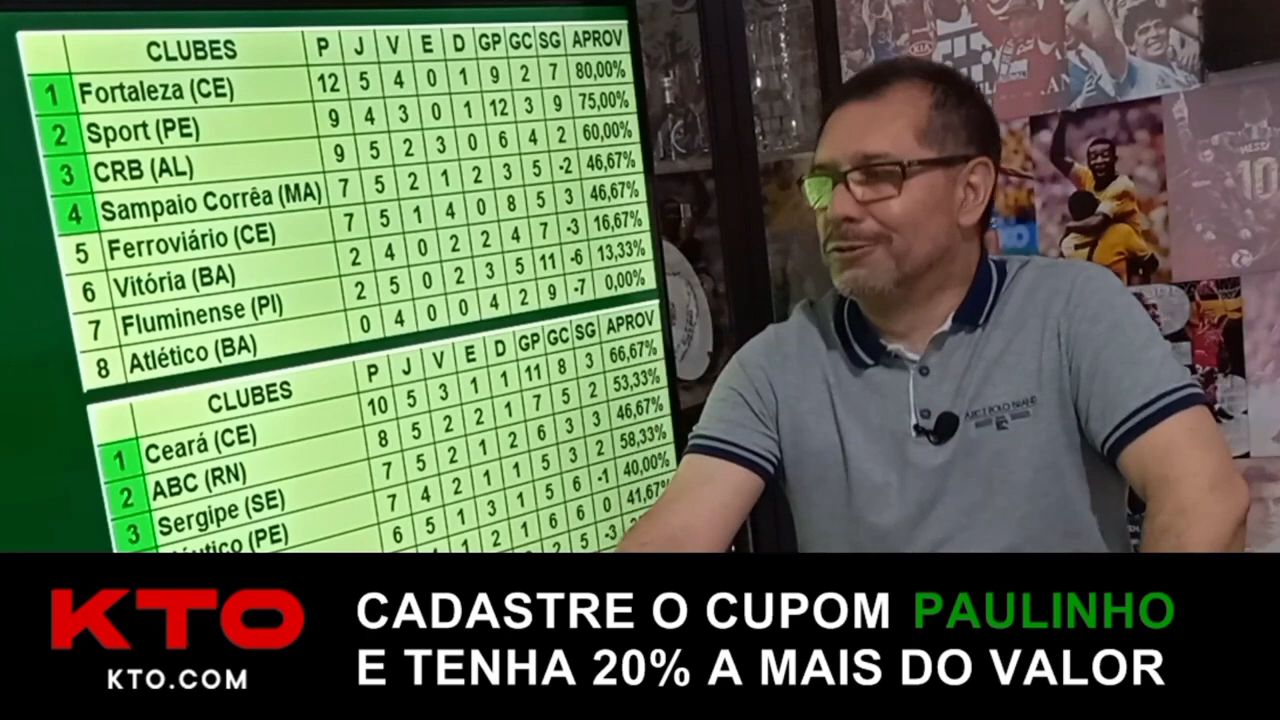 CLUBES P J V E D GP GC SG APROV
1 Fortaleza (CE) 12 5 4 0 1 9 2 7 80,00%
2 Sport (PE) 9 4 3 0 1 12 3 9 75,00%
3 CRB (AL) 9 5 2 3 0 6 4 2 60,00%
4 Sampaio Corrêa (MA) 7 5 2 1 2 3 5 -2 46,67%
5 Ferroviário (CE) 7 5 1 4 0 8 5 3 46,67%
6 Vitória (BA) 2 4 0 2 2 4 7 -3 16,67%
7 Fluminense (PI) 2 5 0 2 3 5 11 -6 13,33%
8 Atlético (BA) 0 4 0 0 4 2 9 -7 0,00%
CLUBES P J V E D GP GC SG APROV
1 Ceará (CE) 10 5 3 1 1 11 8 3 66,67%
2 ABC (RN) 8 5 2 2 1 7 5 2 53,33%
3 Sergipe (SE) 7 5 2 1 2 6 3 3 46,67%
(PE) 7 4 2 1 1 5 3 2 58,33%
6 5 1 3 1 5 6 -1 40,00%
1 2 1 6 6 0 41,67%
5 -3
KIA
MESSI
10
KTO
KTO.COM
CADASTRE O CUPOM PAULINHO
E TENHA 20% A MAIS DO VALOR